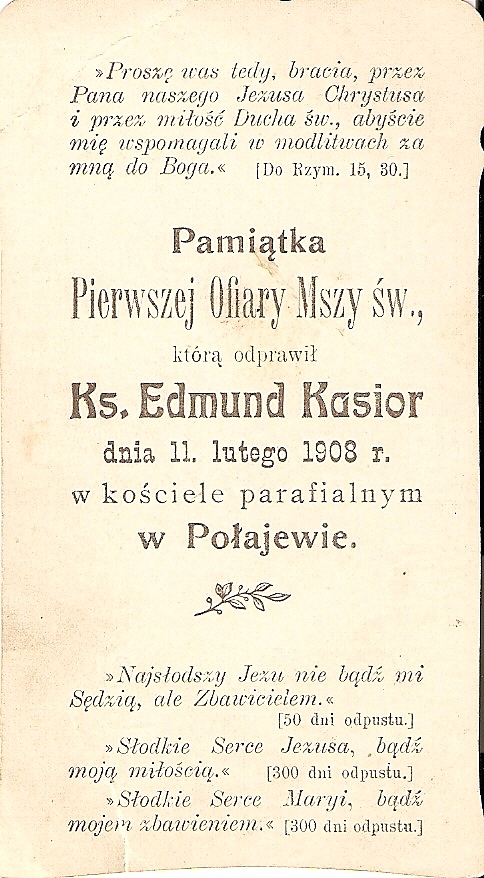 »Proszę was tedy, bracia, przez
Pana naszego Jezusa Chrystusa
i przez miłość Ducha św., abyście
mię wspomagali w modlitwach za
mną do Boga.« [Do Rzym. 15, 30.]
Pamiątka
Pierwszej Ofiary Mszy św.,
którą odprawił
Ks. Edmund Kasior
dnia 11. lutego 1908 r.
w kościele parafialnym
w Połajewie.
»Najsłodszy Jezu nie bądź mi
Sędzią, ale Zbawicielem.«
[50 dni odpustu.]
»Słodkie Serce Jezusa, bądź
moją miłością.« [300 dni odpustu.]
»Słodkie Serce Maryi, bądź
mojem zbawieniem.« [300 dni odpustu.]